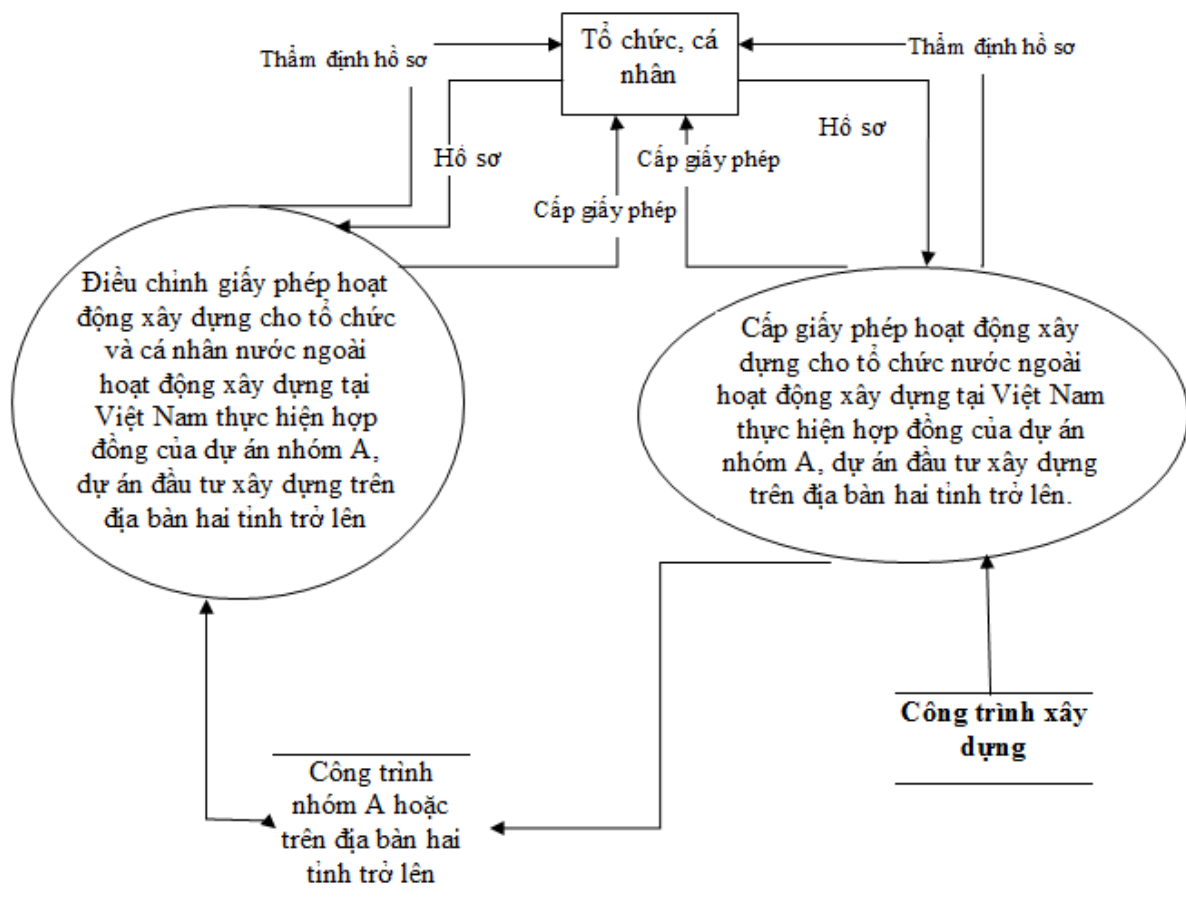 Tổ chức, cá
nhân
Thẩm định hồ sơ
Thẩm định hồ sơ
Hồ sơ
Hồ sơ
Cấp giấy phép
Cấp giấy phép
Điều chỉnh giấy phép hoạt
động xây dựng cho tổ chức
và cá nhân nước ngoài
hoạt động xây dựng tại
Việt Nam thực hiện hợp
đồng của dự án nhóm A,
dự án đầu tư xây dựng trên
địa bàn hai tỉnh trở lên
Cấp giấy phép hoạt động xây
dựng cho tổ chức nước ngoài
hoạt động xây dựng tại Việt Nam
thực hiện hợp đồng của dự án
nhóm A, dự án đầu tư xây dựng
trên địa bàn hai tỉnh trở lên.
Công trình xây
dựng
Công trình
nhóm A hoặc
trên địa bàn hai
tỉnh trở lên